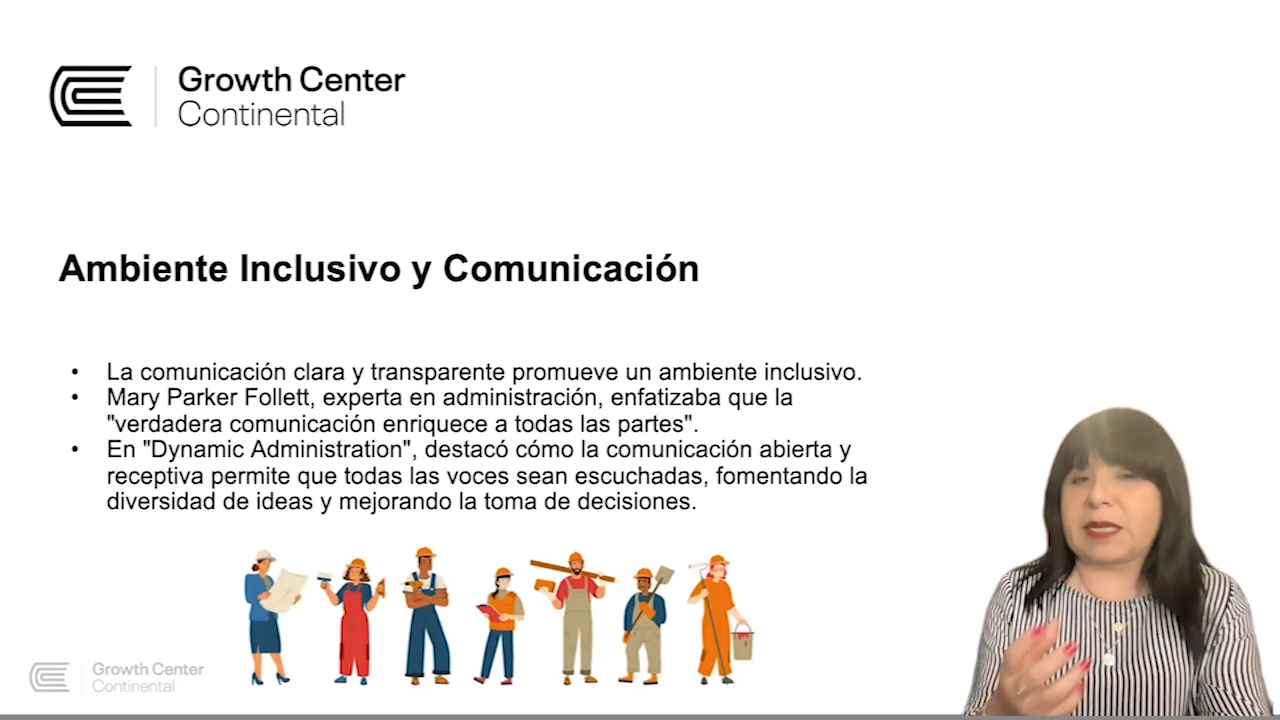 Growth Center
Continental
Ambiente Inclusivo y Comunicación
• La comunicación clara y transparente promueve un ambiente inclusivo.
• Mary Parker Follett, experta en administración, enfatizaba que la
"verdadera comunicación enriquece a todas las partes".
• En "Dynamic Administration", destacó cómo la comunicación abierta y
receptiva permite que todas las voces sean escuchadas, fomentando la
diversidad de ideas y mejorando la toma de decisiones.
Growth Center
Continental